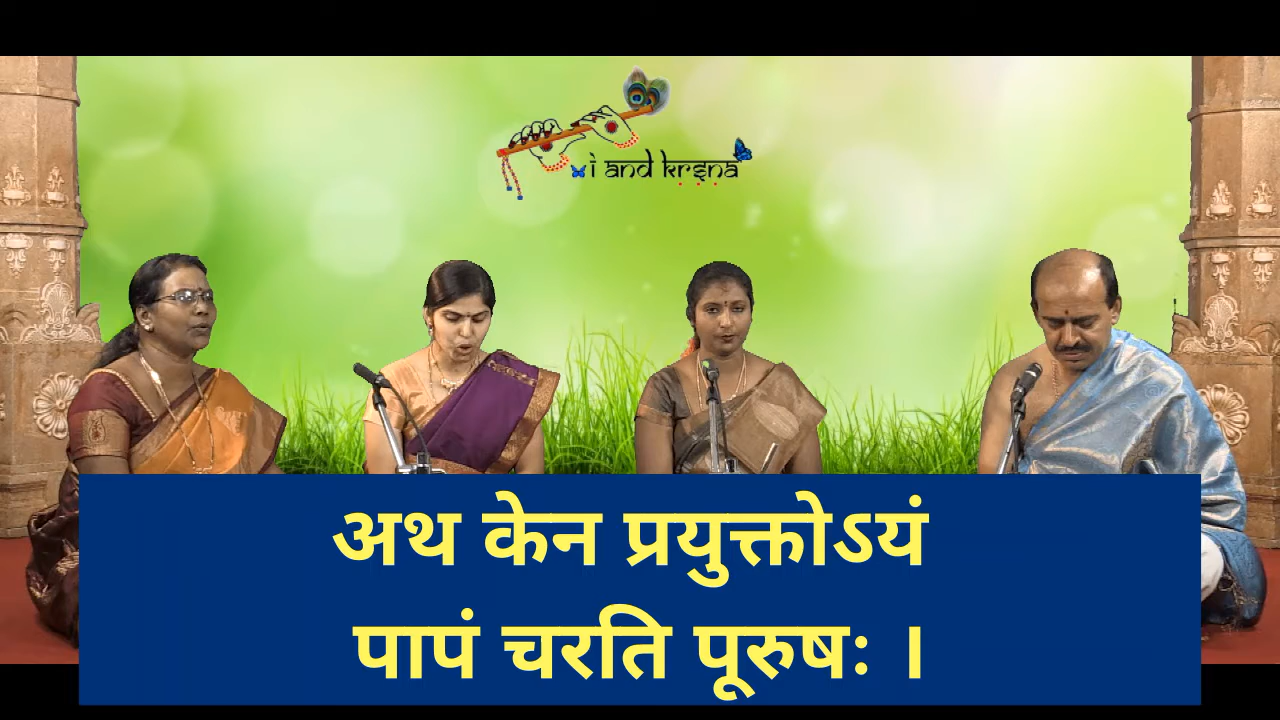 i and krsna
अथ केन प्रयुक्तोऽयं
पापं चरति पूरुषः ।